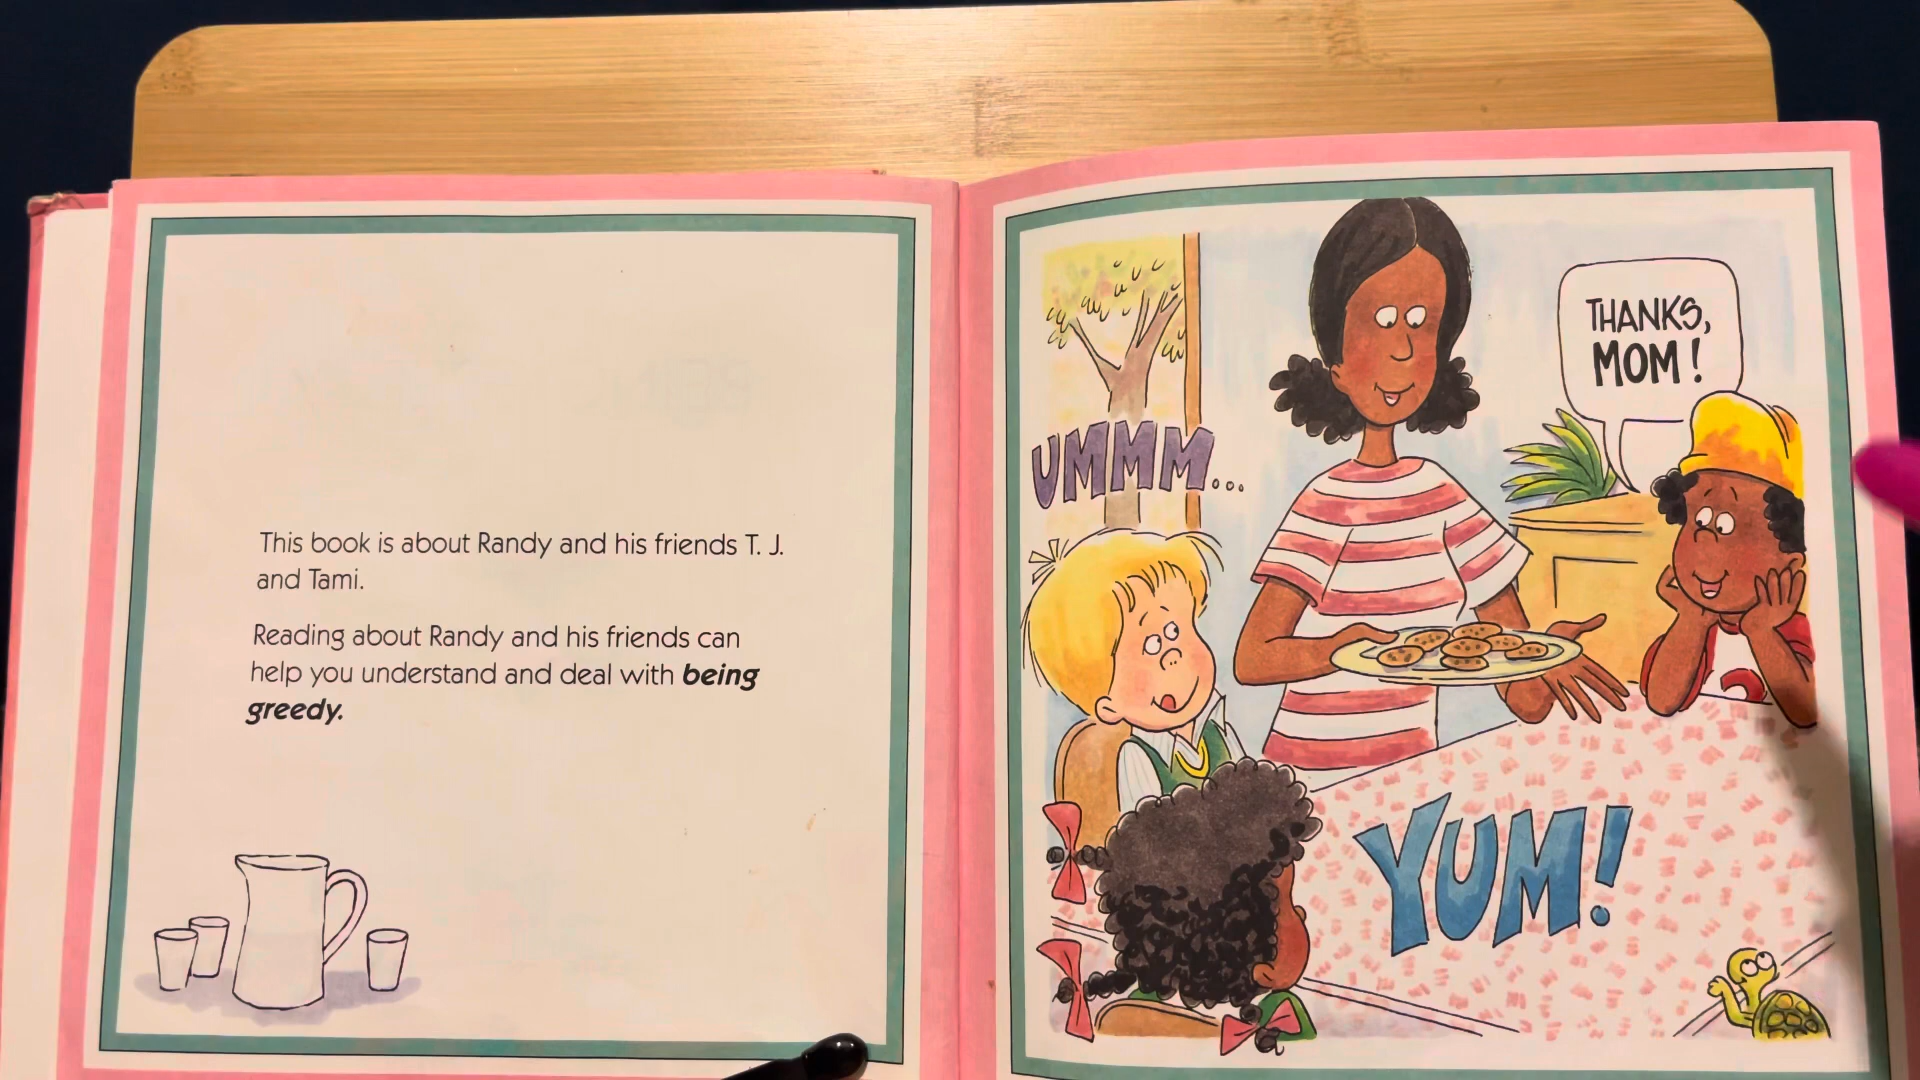 This book is about Randy and his friends T. J.
and Tami.
Reading about Randy and his friends can
help you understand and deal with being
greedy.
UMMM...
THANKS,
MOM!
YUM!